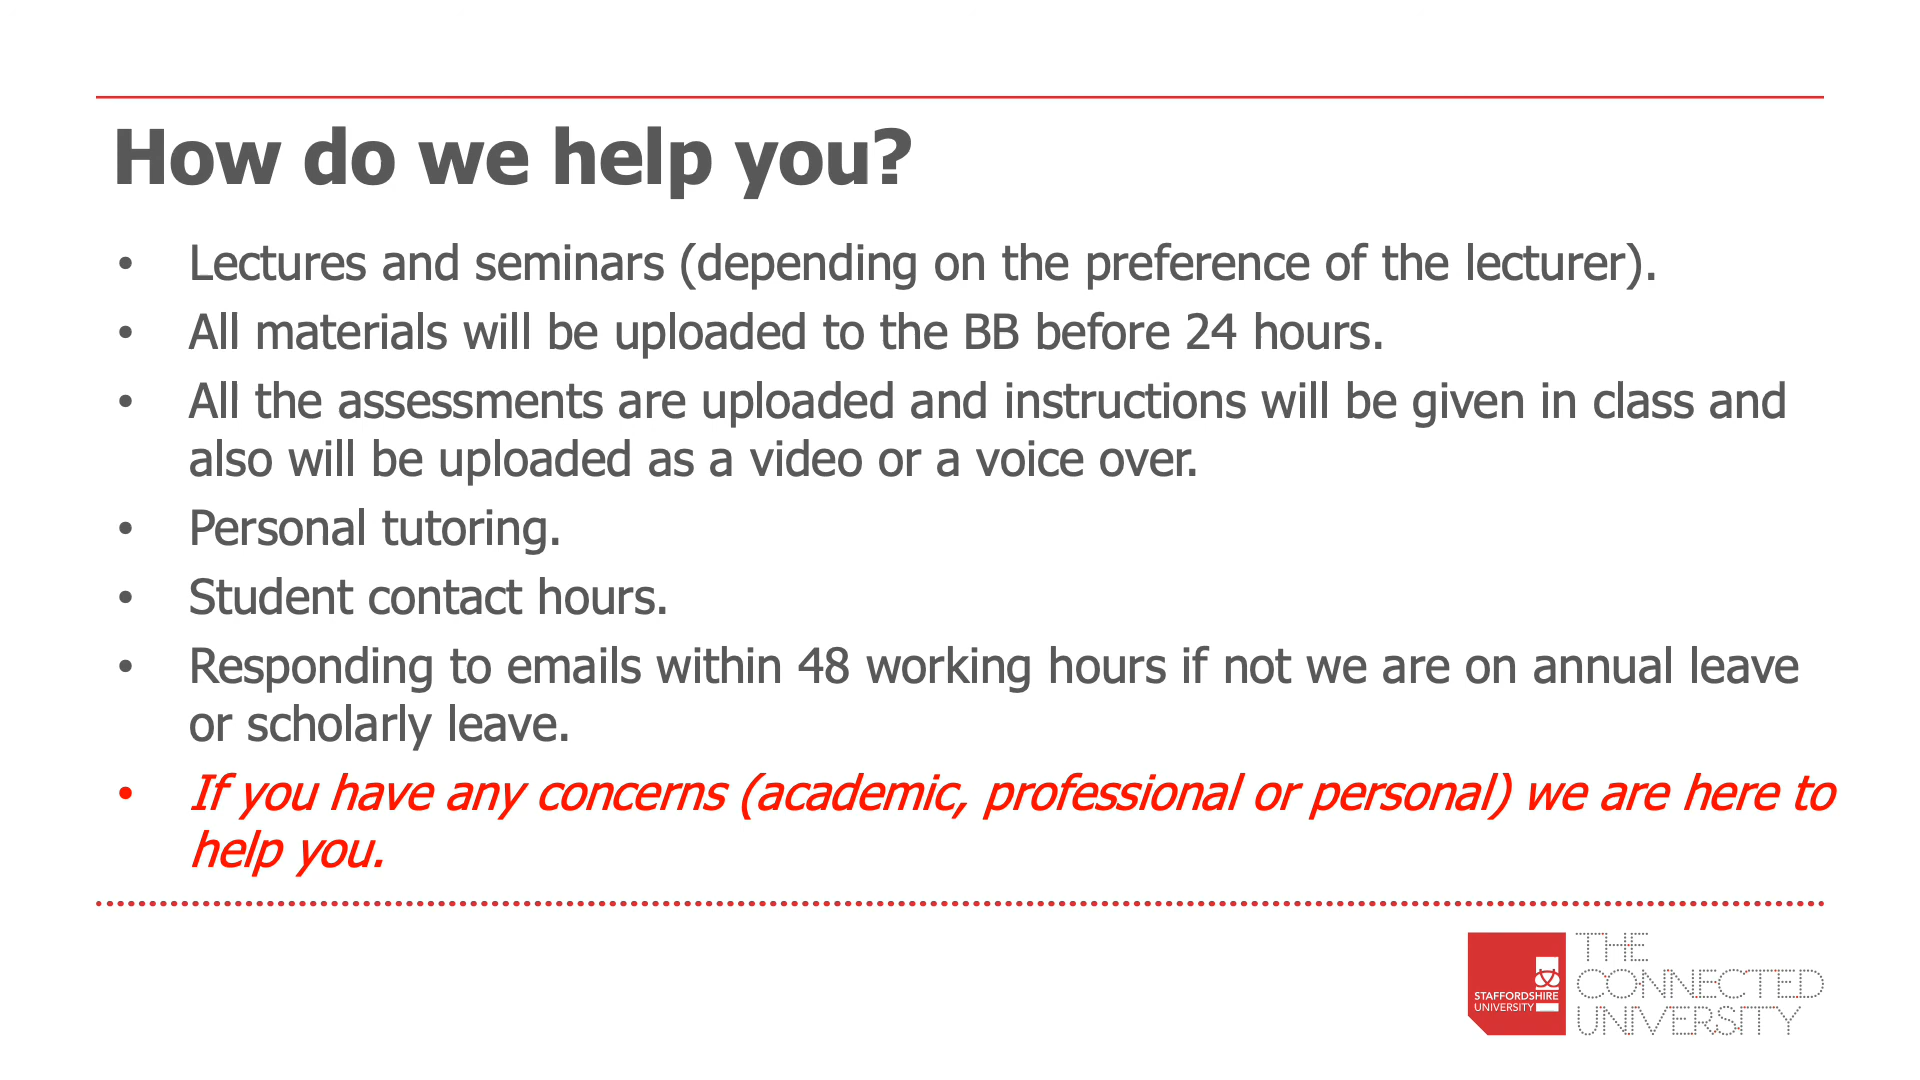 How do we help you?
• Lectures and seminars (depending on the preference of the lecturer).
• All materials will be uploaded to the BB before 24 hours.
• All the assessments are uploaded and instructions will be given in class and
also will be uploaded as a video or a voice over.
• Personal tutoring.
• Student contact hours.
• Responding to emails within 48 working hours if not we are on annual leave
or scholarly leave.
• If you have any concerns (academic, professional or personal) we are here to
help you.
STAFFORDSHIRE
UNIVERSITY
THE
CONNECTED
UNIVERSITY